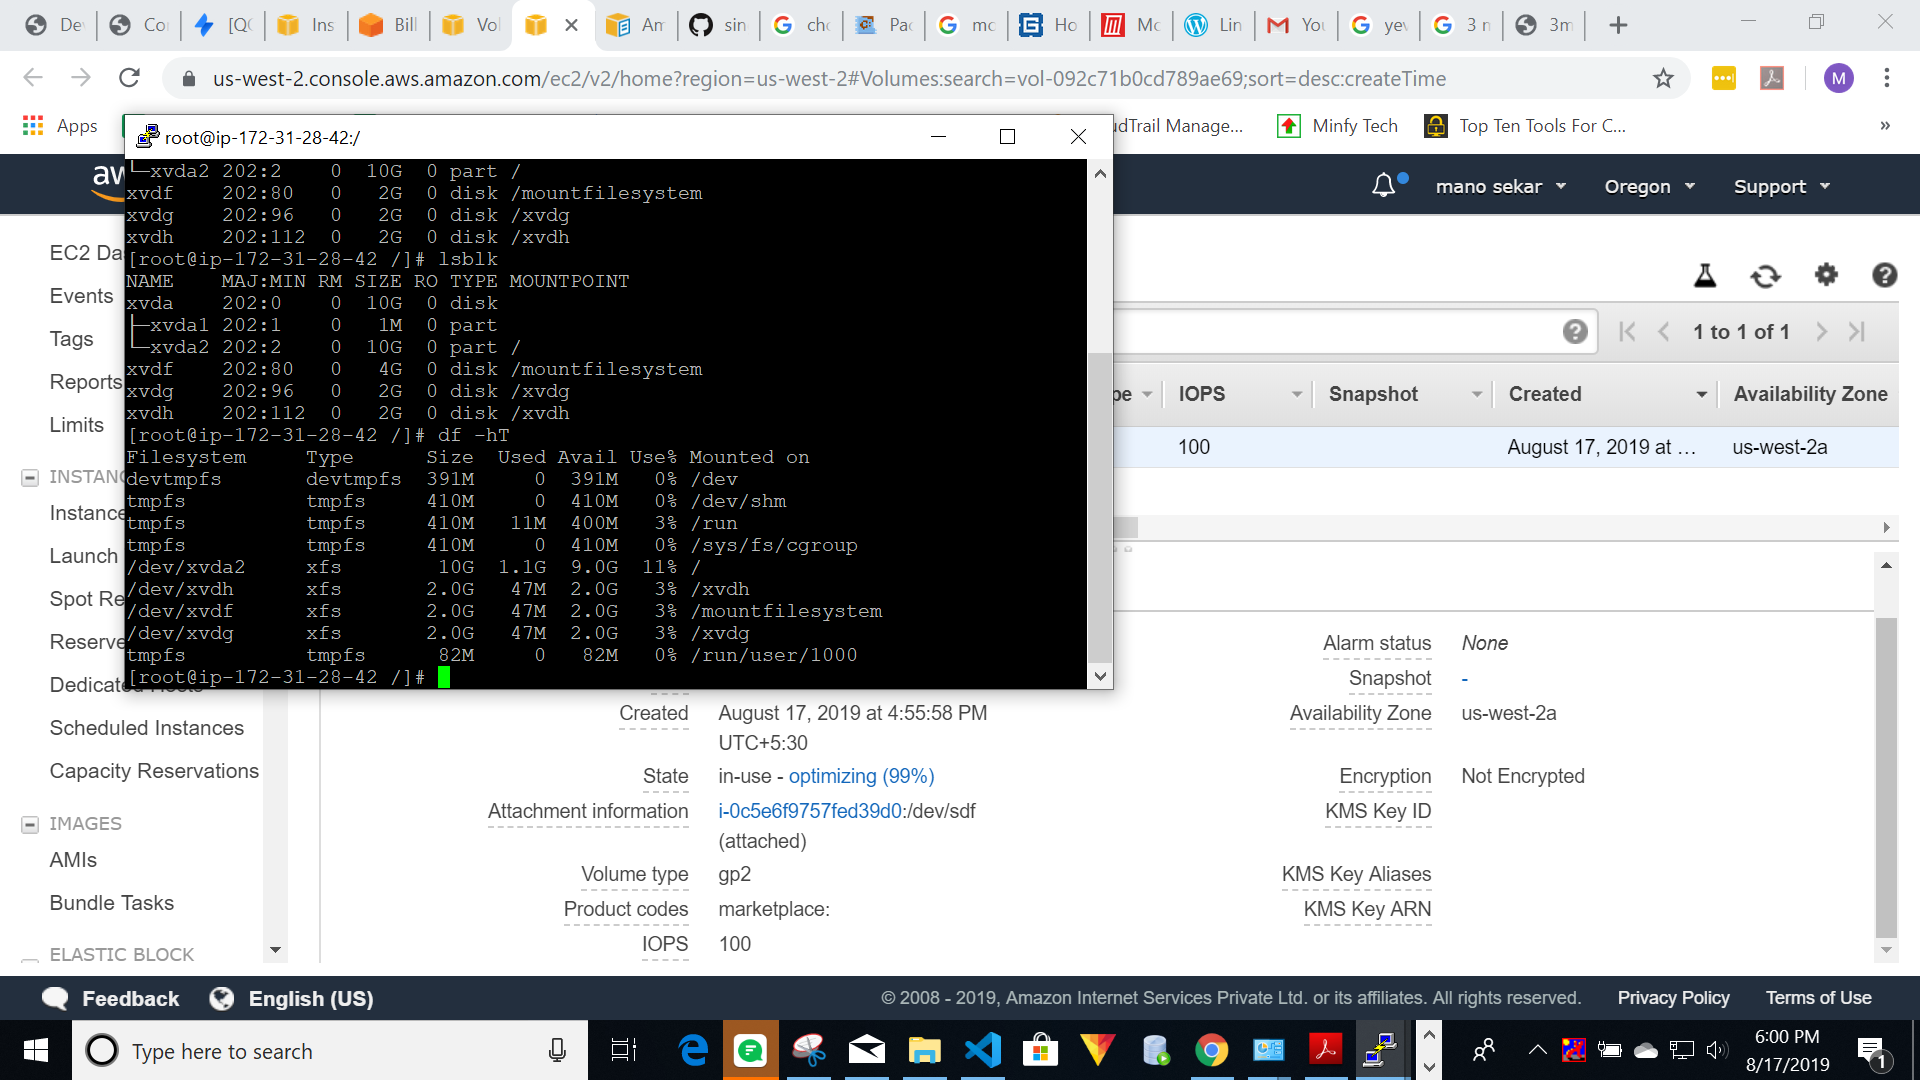 De
Co
[QC
Ins
Bill
Vol
Am
sin
cho
Pac
mo
Ho
Mo
Lin
You
yev
3 m
3m
us-west-2.console.aws.amazon.com/ec2/v2/home?region=us-west-2#Volumes:search=vol-092c71b0cd789ae69;sort=desc:createTime
M
Apps
udTrail Manage...
Minfy Tech
Top Ten Tools For C...
»
root@ip-172-31-28-42:/
mano sekar
Oregon
Support
└─xvda2 202:2    0  10G  0 part /
xvdf    202:80   0   2G  0 disk /mountfilesystem
xvdg    202:96   0   2G  0 disk /xvdg
xvdh    202:112  0   2G  0 disk /xvdh
[root@ip-172-31-28-42 /]# lsblk
NAME    MAJ:MIN RM SIZE RO TYPE MOUNTPOINT
xvda    202:0    0  10G  0 disk
├─xvda1 202:1    0   1M  0 part
└─xvda2 202:2    0  10G  0 part /
xvdf    202:80   0   4G  0 disk /mountfilesystem
xvdg    202:96   0   2G  0 disk /xvdg
xvdh    202:112  0   2G  0 disk /xvdh
[root@ip-172-31-28-42 /]# df -hT
Filesystem     Type      Size  Used Avail Use% Mounted on
devtmpfs       devtmpfs  391M     0  391M   0% /dev
tmpfs          tmpfs     410M     0  410M   0% /dev/shm
tmpfs          tmpfs     410M   11M  400M   3% /run
tmpfs          tmpfs     410M     0  410M   0% /sys/fs/cgroup
/dev/xvda2     xfs        10G  1.1G  9.0G  11% /
/dev/xvdh      xfs       2.0G   47M  2.0G   3% /xvdh
/dev/xvdf      xfs       2.0G   47M  2.0G   3% /mountfilesystem
/dev/xvdg      xfs       2.0G   47M  2.0G   3% /xvdg
tmpfs          tmpfs      82M     0   82M   0% /run/user/1000
[root@ip-172-31-28-42 /]#
aw
EC2 Da
Events
Tags
Reports
Limits
INSTANC
Instance
Launch
Spot Re
Reserve
Dedicated Hosts
Scheduled Instances
Capacity Reservations
IMAGES
AMIs
Bundle Tasks
ELASTIC BLOCK
1 to 1 of 1
pe IOPS Snapshot Created Availability Zone
100 August 17, 2019 at ... us-west-2a
Alarm status None
Snapshot -
Created August 17, 2019 at 4:55:58 PM UTC+5:30
Availability Zone us-west-2a
State in-use - optimizing (99%)
Encryption Not Encrypted
Attachment information i-0c5e6f9757fed39d0:/dev/sdf (attached)
KMS Key ID
Volume type gp2
KMS Key Aliases
Product codes marketplace:
KMS Key ARN
IOPS 100
Feedback
English (US)
© 2008 - 2019, Amazon Internet Services Private Ltd. or its affiliates. All rights reserved.
Privacy Policy
Terms of Use
Type here to search
6:00 PM
8/17/2019
1